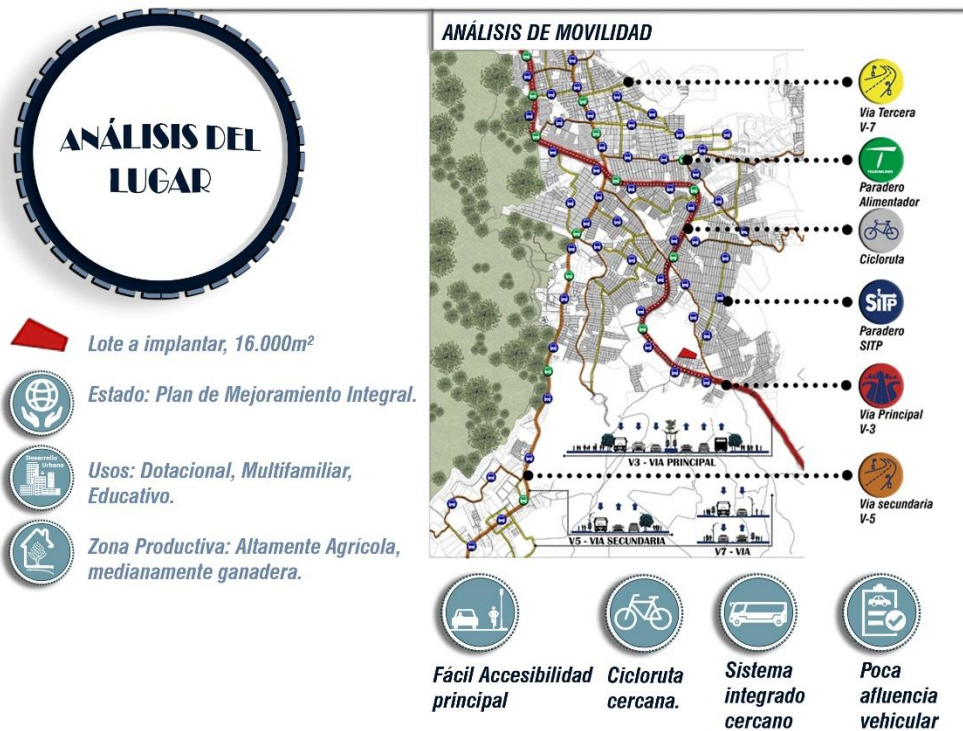 ANÁLISIS DEL
LUGAR
Lote a implantar, 16.000m²
Estado: Plan de Mejoramiento Integral.
Desarrollo
Urbano
Usos: Dotacional, Multifamiliar,
Educativo.
Zona Productiva: Altamente Agrícola,
medianamente ganadera.
ANÁLISIS DE MOVILIDAD
Via Tercera
V-7
Paradero
Alimentador
Cicloruta
SiTP
Paradero
SITP
Via Principal
V-3
Via secundaria
V-5
V3 - VIA PRINCIPAL
V5 - VIA SECUNDARIA
V7 - VIA
Fácil Accesibilidad
principal
Cicloruta
cercana.
Sistema
integrado
cercano
Poca
afluencia
vehicular